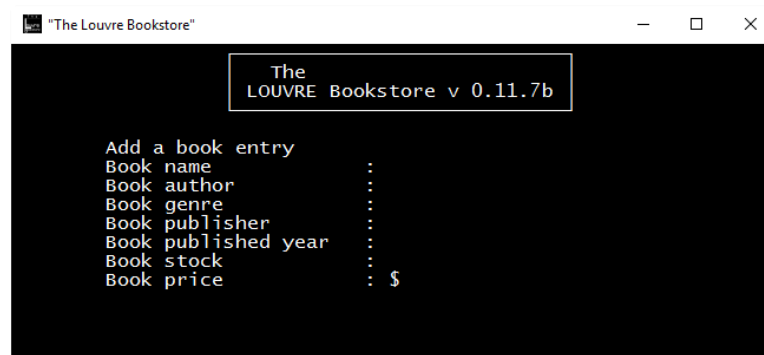 "The Louvre Bookstore"
The
LOUVRE Bookstore v 0.11.7b
Add a book entry
Book name :
Book author :
Book genre :
Book publisher :
Book published year :
Book stock :
Book price : $